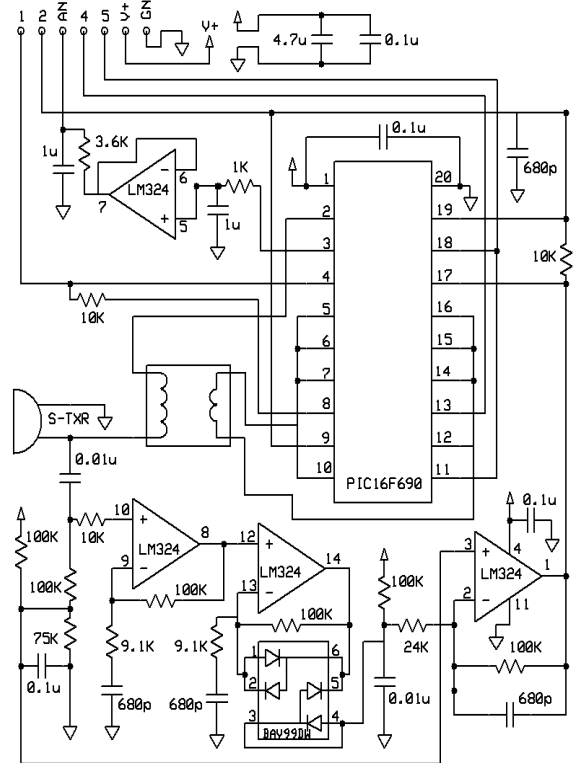 1 2 AN 4 5 V+ GN
V+
4.7u 0.1u
3.6K
0.1u
1u
680p
6
LM324
1K
7
5
1u
1 20
2 19
3 18
4 17
10K
5 16
10K
6 15
7 14
8 13
9 12
10 11
PIC16F690
S-TXR
0.01u
0.1u
10K 10 8 12 14 3 4 1
100K
LM324
LM324
LM324
9 13 2 11
100K 100K 100K
100K
24K
100K
75K 9.1K 9.1K
1 6
2 5
3 4
0.1u 680p 680p 0.01u 680p
BAV99DW